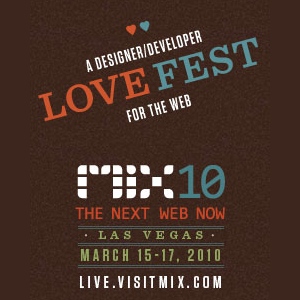 A DESIGNER/DEVELOPER
LOVE FEST
FOR THE WEB
MIX10
THE NEXT WEB NOW
· LAS VEGAS ·
MARCH 15-17, 2010
LIVE.VISITMIX.COM